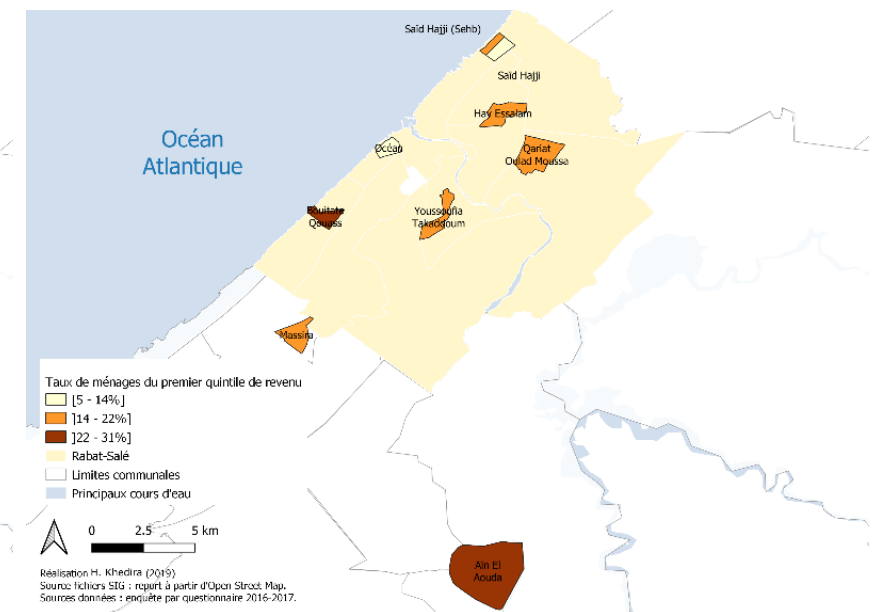 Saïd Hajji (Sehb)
Saïd Hajji
Hay Essalam
Océan
Atlantique
Océan
Qariat
Oulad Moussa
Bouitate
Qouass
Youssoufia
Takaddoum
Massira
Taux de ménages du premier quintile de revenu
[5 - 14%]
]14 - 22%]
]22 - 31%]
Rabat-Salé
Limites communales
Principaux cours d'eau
0 2.5 5 km
Ain El
Aouda
Réalisation H. Khedira (2019)
Source fichiers SIG : report à partir d'Open Street Map.
Sources données : enquête par questionnaire 2016-2017.